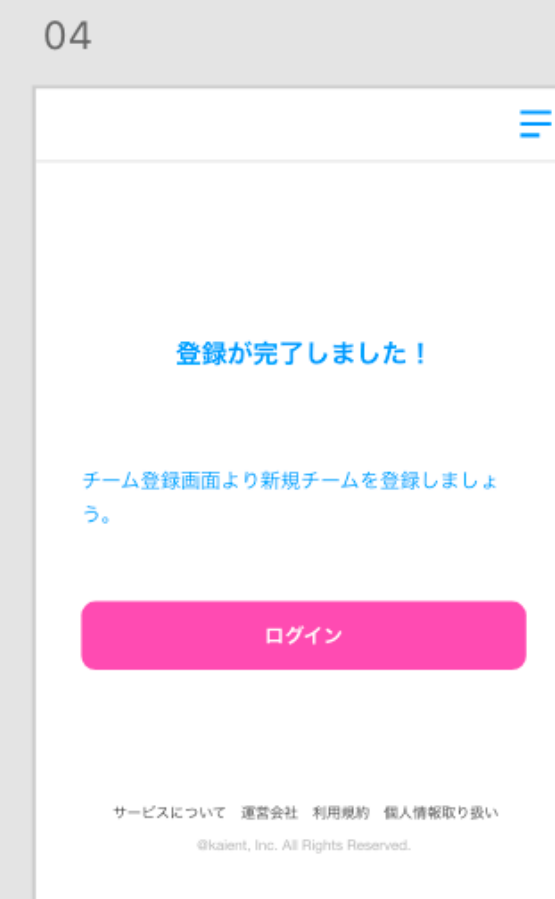 04
登録が完了しました！
チーム登録画面より新規チームを登録しましょ
う。
ログイン
サービスについて 運営会社 利用規約 個人情報取り扱い
@kaient, Inc. All Rights Reserved.